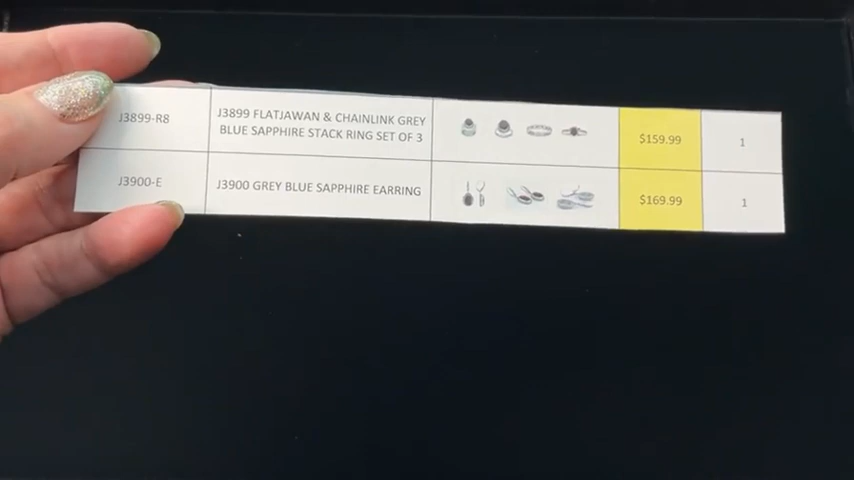 J3899-R8
J3899 FLATJAWAN & CHAINLINK GREY
BLUE SAPPHIRE STACK RING SET OF 3
$159.99
1
J3900-E
J3900 GREY BLUE SAPPHIRE EARRING
$169.99
1